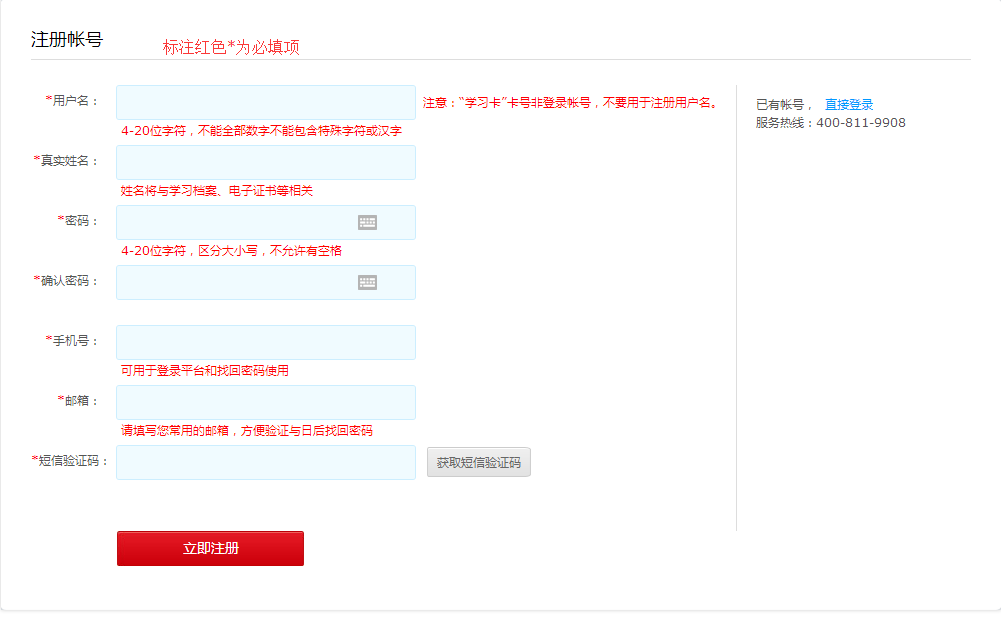 注册帐号
标注红色*为必填项
*用户名：
注意：“学习卡”卡号非登录帐号，不要用于注册用户名。
4-20位字符，不能全部数字不能包含特殊字符或汉字
*真实姓名：
姓名将与学习档案、电子证书等相关
*密码：
4-20位字符，区分大小写，不允许有空格
*确认密码：
*手机号：
可用于登录平台和找回密码使用
*邮箱：
请填写您常用的邮箱，方便验证与日后找回密码
*短信验证码：
获取短信验证码
立即注册
已有帐号， 直接登录
服务热线：400-811-9908